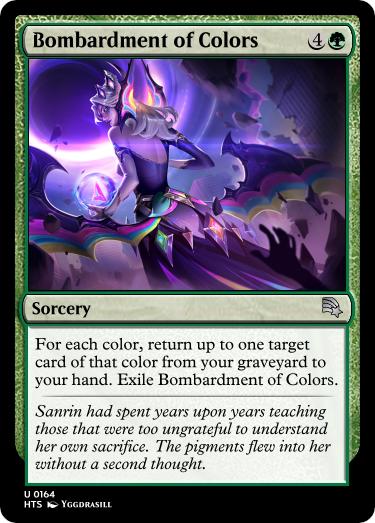 Bombardment of Colors 4
Sorcery
For each color, return up to one target
card of that color from your graveyard to
your hand. Exile Bombardment of Colors.
Sanrin had spent years upon years teaching
those that were too ungrateful to understand
her own sacrifice. The pigments flew into her
without a second thought.
U 0164
HTS Yggdrasill